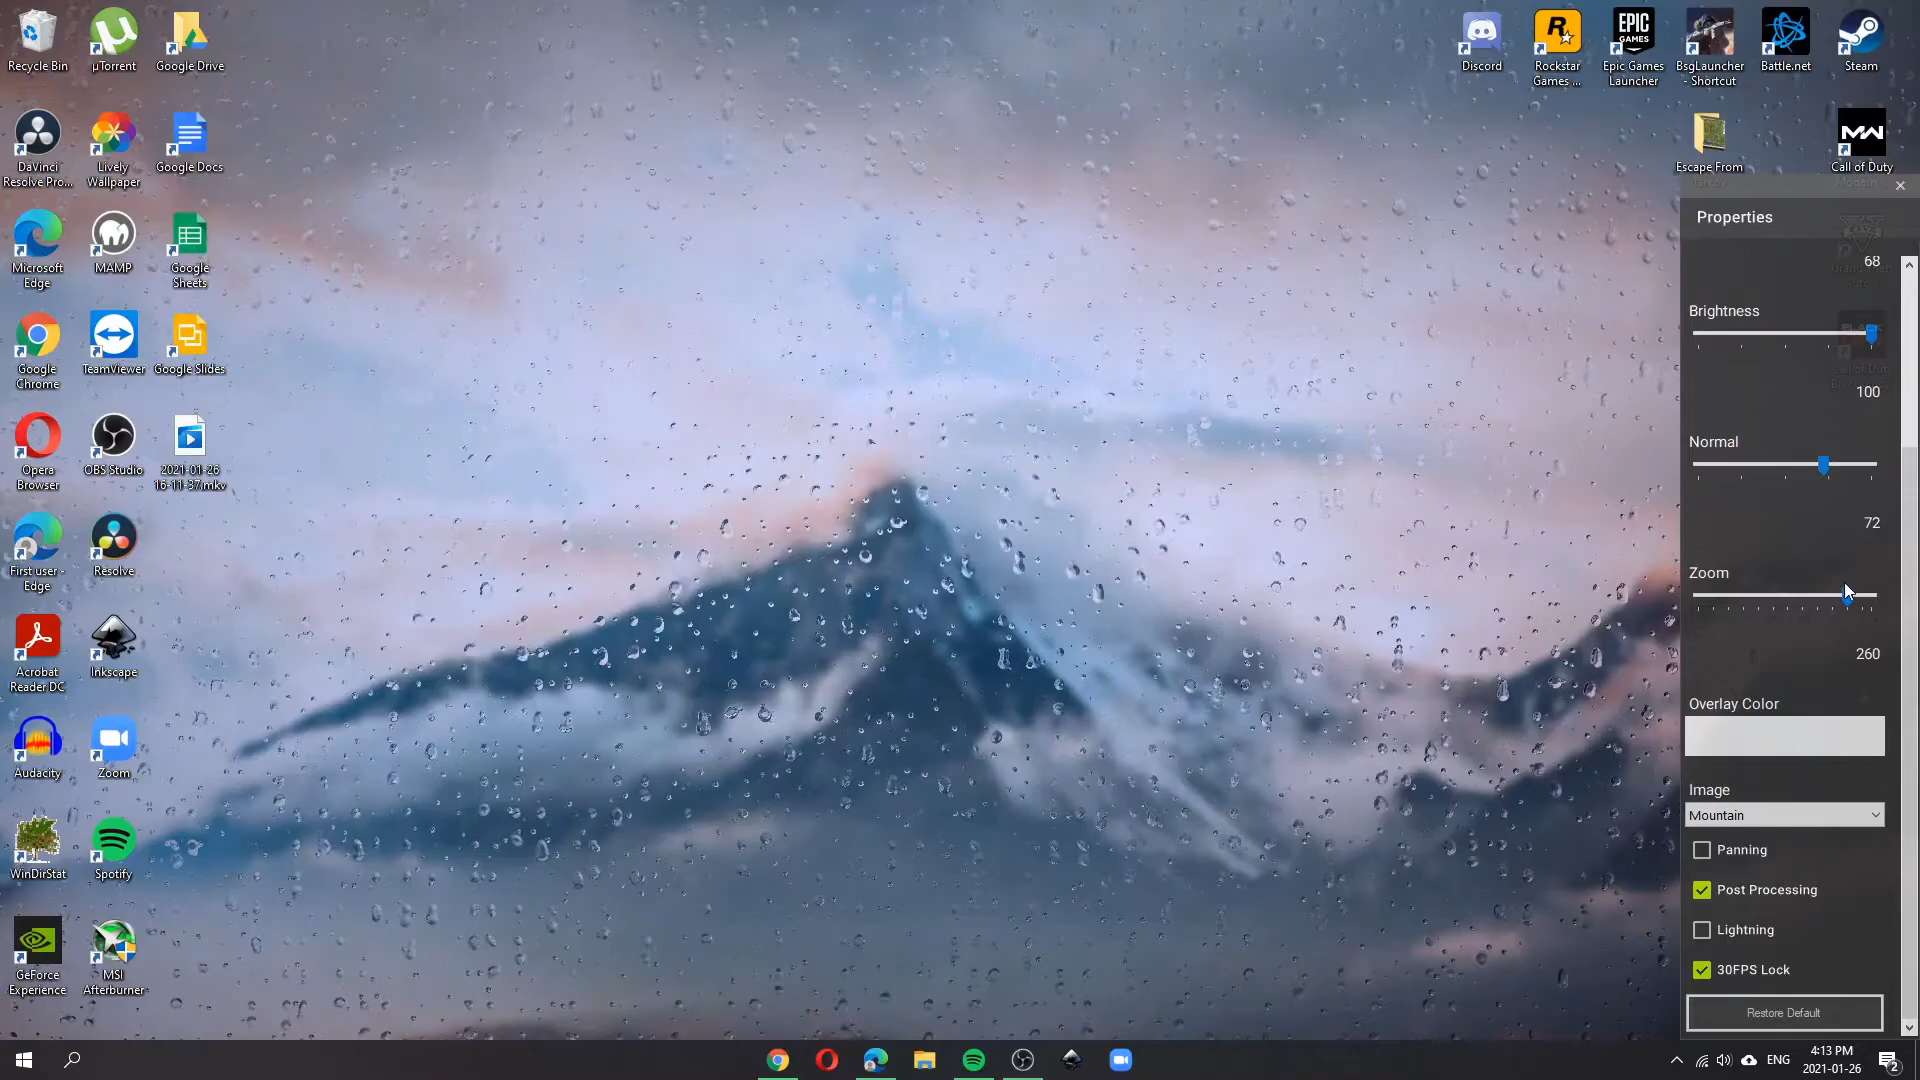 Recycle Bin
µTorrent
Google Drive
Discord
Rockstar
Games ...
EPIC
GAMES
Epic Games
Launcher
BsgLauncher
- Shortcut
Battle.net
Steam
DaVinci
Resolve Pro...
Lively
Wallpaper
Google Docs
Escape From
Call of Duty
Properties
68
Microsoft
Edge
MAMP
Google
Sheets
Brightness
100
Google
Chrome
TeamViewer
Google Slides
Normal
72
Opera
Browser
OBS Studio
2021-01-26
16-11-37.mkv
First user -
Edge
Resolve
Zoom
260
Acrobat
Reader DC
Inkscape
Overlay Color
Audacity
Zoom
Image
Mountain
WinDirStat
Spotify
Panning
Post Processing
Lightning
30FPS Lock
GeForce
Experience
MSI
Afterburner
Restore Default
ENG
4:13 PM
2021-01-26
2